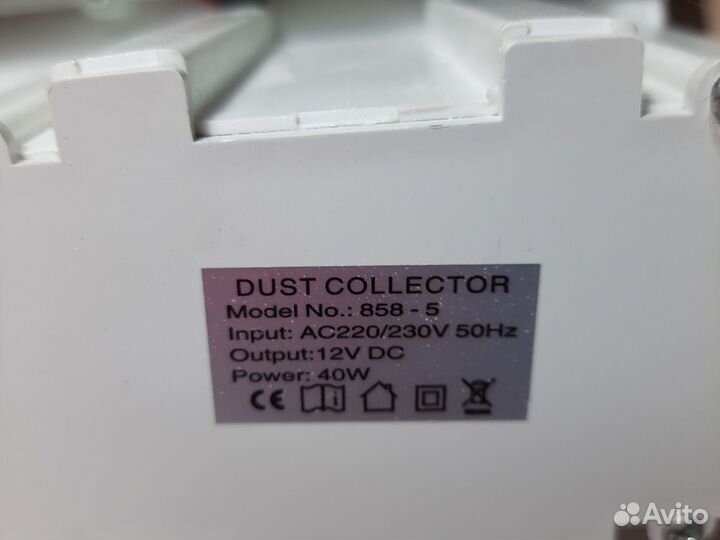 DUST COLLECTOR
Model No.: 858 - 5
Input: AC220/230V 50Hz
Output:12V DC
Power: 40W
CE
Avito